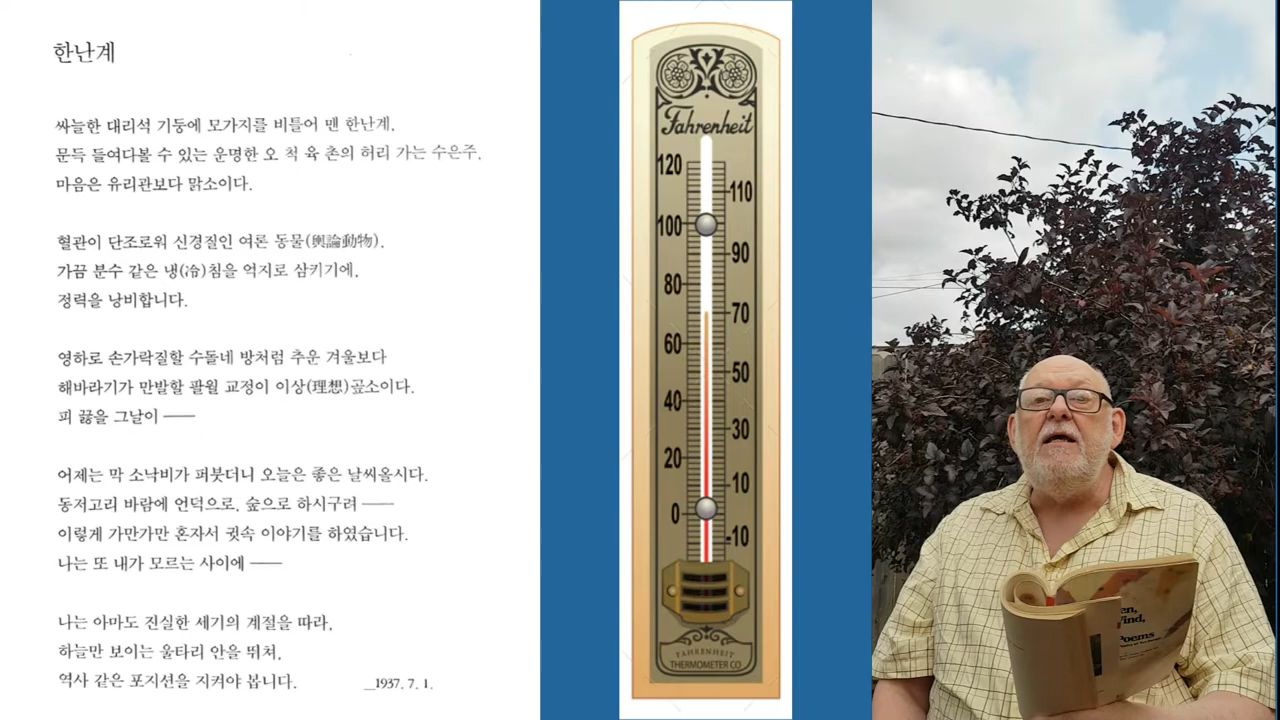 한난계
싸늘한 대리석 기둥에 모가지를 비틀어 맨 한난계,
문득 들여다볼 수 있는 운명한 오 척 육 촌의 허리 가는 수은주,
마음은 유리관보다 맑소이다.
혈관이 단조로워 신경질인 여론 동물(輿論動物),
가끔 분수 같은 냉(冷)침을 억지로 삼키기에,
정력을 낭비합니다.
영하로 손가락질할 수돌네 방처럼 추운 겨울보다
해바라기가 만발할 팔월 교정이 이상(理想)곺소이다.
피 끓을 그날이 ――
어제는 막 소낙비가 퍼붓더니 오늘은 좋은 날씨올시다.
동저고리 바람에 언덕으로, 숲으로 하시구려 ――
이렇게 가만가만 혼자서 귓속 이야기를 하였습니다.
나는 또 내가 모르는 사이에 ――
나는 아마도 진실한 세기의 계절을 따라,
하늘만 보이는 울타리 안을 뛰쳐,
역사 같은 포지션을 지켜야 봅니다.
_1937. 7. 1.
Fahrenheit
120
110
100
90
80
70
60
50
40
30
20
10
0
-10
FAHRENHEIT
THERMOMETER CO
en,
Wind,
Poems